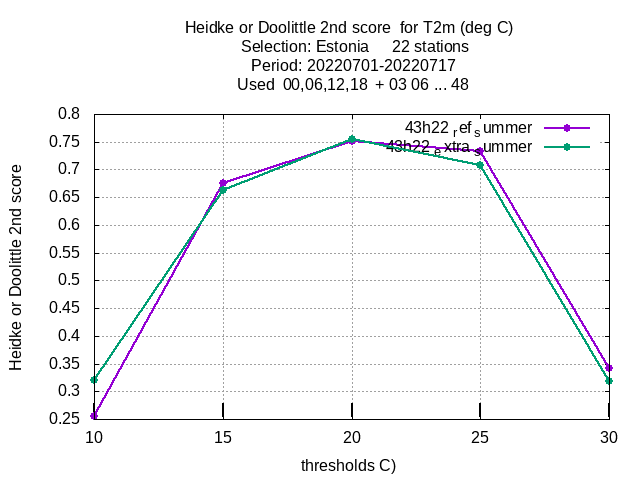 Heidke or Doolittle 2nd score  for T2m (deg C)
Selection: Estonia     22 stations
Period: 20220701-20220717
Used  00,06,12,18  + 03 06 ... 48
43h22_ref_summer
43h22_extra_summer
Heidke or Doolittle 2nd score
0.8
0.75
0.7
0.65
0.6
0.55
0.5
0.45
0.4
0.35
0.3
0.25
10 15 20 25 30
thresholds C)